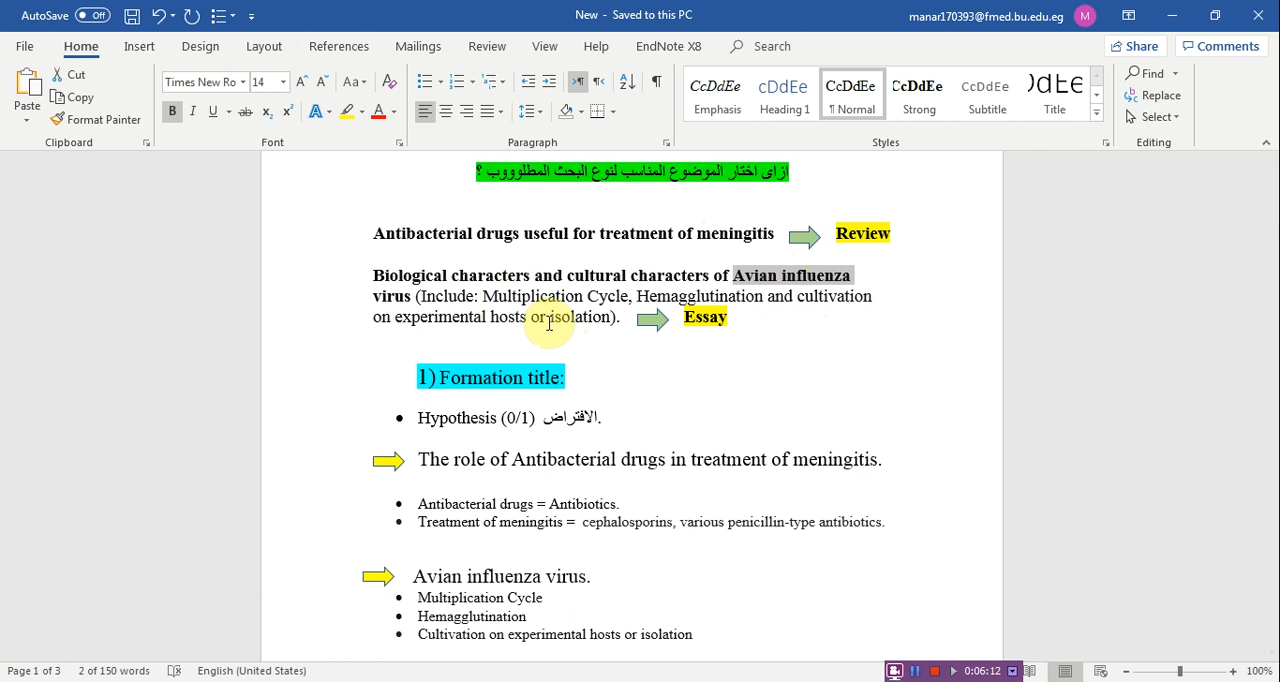 AutoSave Off New - Saved to this PC manar170393@fmed.bu.edu.eg M
File Home Insert Design Layout References Mailings Review View Help EndNote X8 Search Share Comments
Paste Cut Copy Format Painter
Times New Ro 14
CcDdEe cDdEe CcDdEe CcDdEe CcDdEe
Emphasis Heading 1 ¶ Normal Strong Subtitle Title
Find Replace Select
Clipboard Font Paragraph Styles Editing
ازاى اختار الموضوع المناسب لنوع البحث المطلوووب ؟
Antibacterial drugs useful for treatment of meningitis Review
Biological characters and cultural characters of Avian influenza
virus (Include: Multiplication Cycle, Hemagglutination and cultivation
on experimental hosts or isolation). Essay
1) Formation title:
• Hypothesis (0/1) الافتراض.
The role of Antibacterial drugs in treatment of meningitis.
• Antibacterial drugs = Antibiotics.
• Treatment of meningitis = cephalosporins, various penicillin-type antibiotics.
Avian influenza virus.
• Multiplication Cycle
• Hemagglutination
• Cultivation on experimental hosts or isolation
Page 1 of 3 2 of 150 words English (United States) 0:06:12 100%